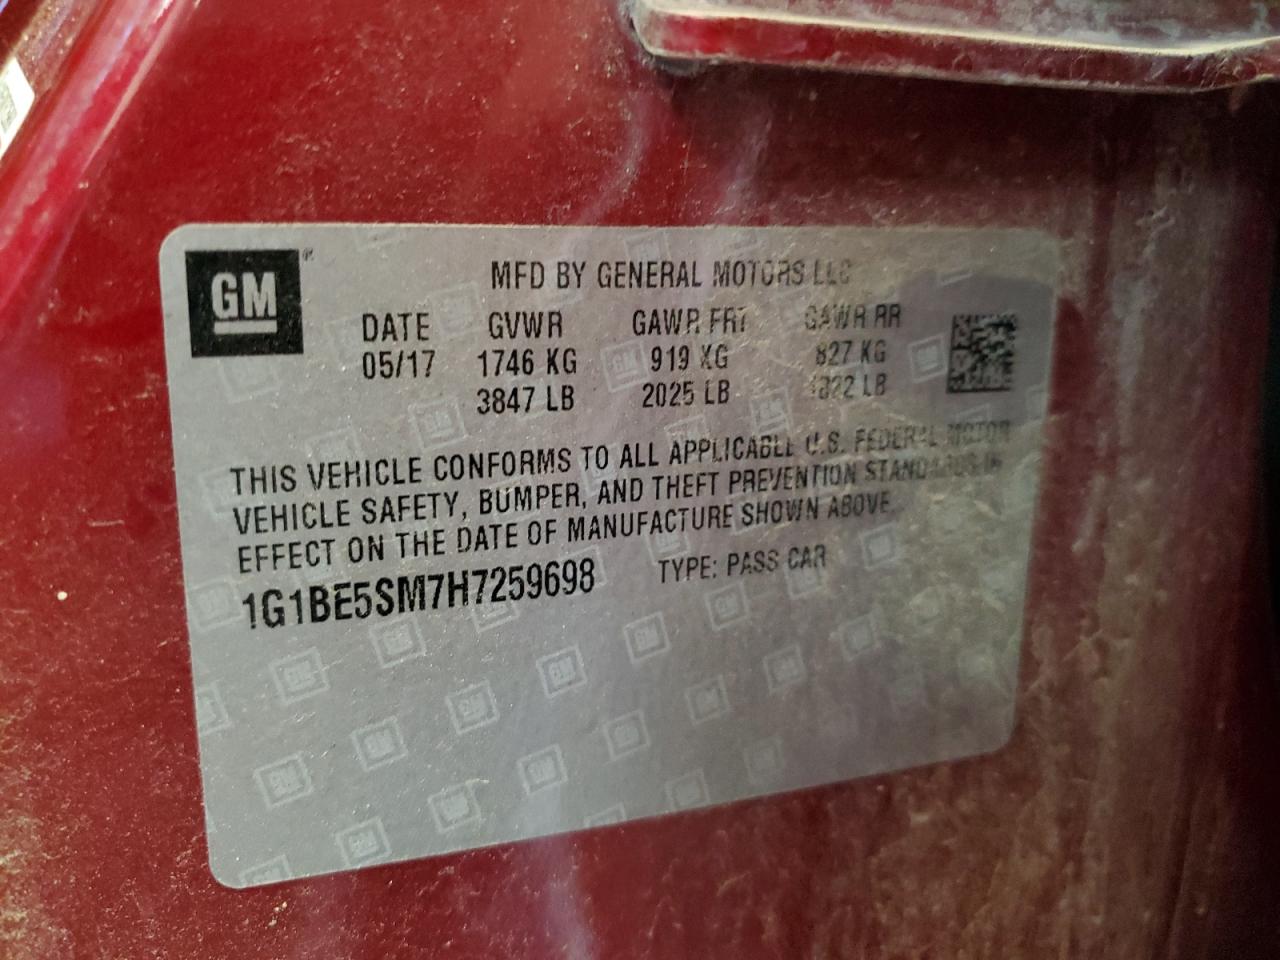 GM ®
MFD BY GENERAL MOTORS LLC
DATE GVWR GAWR FRT GAWR RR
05/17 1746 KG 919 KG 827 KG
3847 LB 2025 LB 1822 LB
THIS VEHICLE CONFORMS TO ALL APPLICABLE U.S. FEDERAL MOTOR
VEHICLE SAFETY, BUMPER, AND THEFT PREVENTION STANDARDS IN
EFFECT ON THE DATE OF MANUFACTURE SHOWN ABOVE.
1G1BE5SM7H7259698 TYPE: PASS CAR